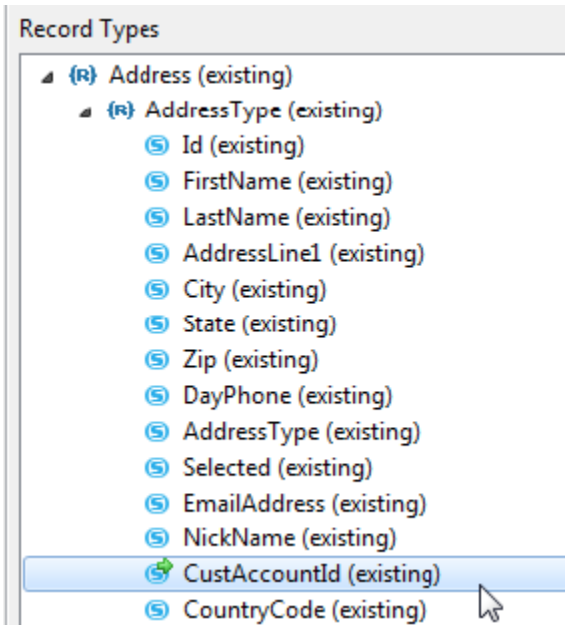 Record Types
{R} Address (existing)
{R} AddressType (existing)
S Id (existing)
S FirstName (existing)
S LastName (existing)
S AddressLine1 (existing)
S City (existing)
S State (existing)
S Zip (existing)
S DayPhone (existing)
S AddressType (existing)
S Selected (existing)
S EmailAddress (existing)
S NickName (existing)
S CustAccountId (existing)
S CountryCode (existing)